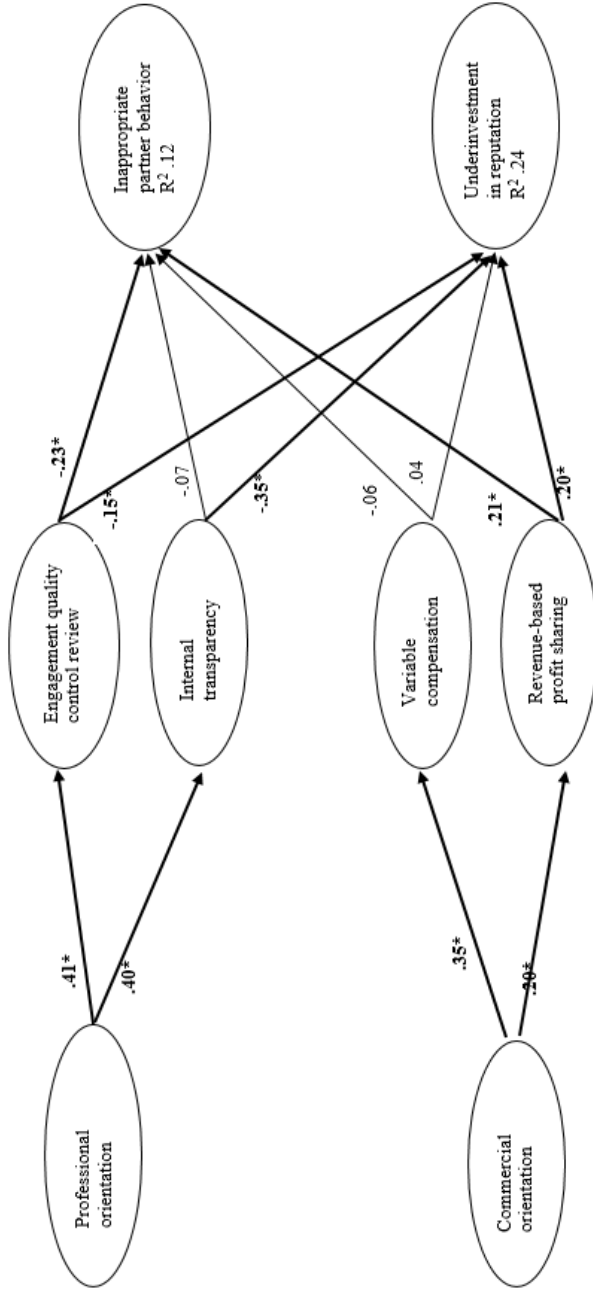 Professional
orientation
Commercial
orientation
.41*
.40*
.35*
.20*
Engagement quality
control review
Internal
transparency
Variable
compensation
Revenue-based
profit sharing
-.23*
-.15*
-.07
-.35*
-.06
.04
.21*
.20*
Inappropriate
partner behavior
R² .12
Underinvestment
in reputation
R² .24